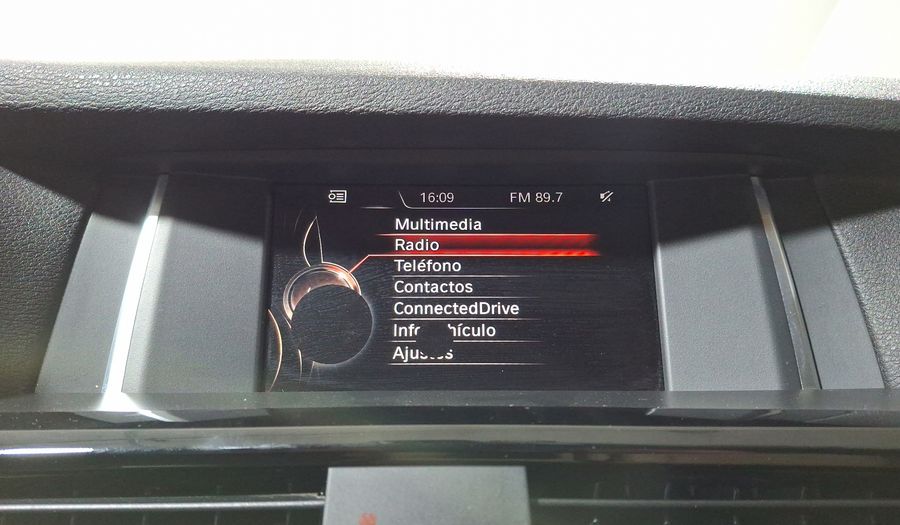 16:09 FM 89.7
Multimedia
Radio
Teléfono
Contactos
ConnectedDrive